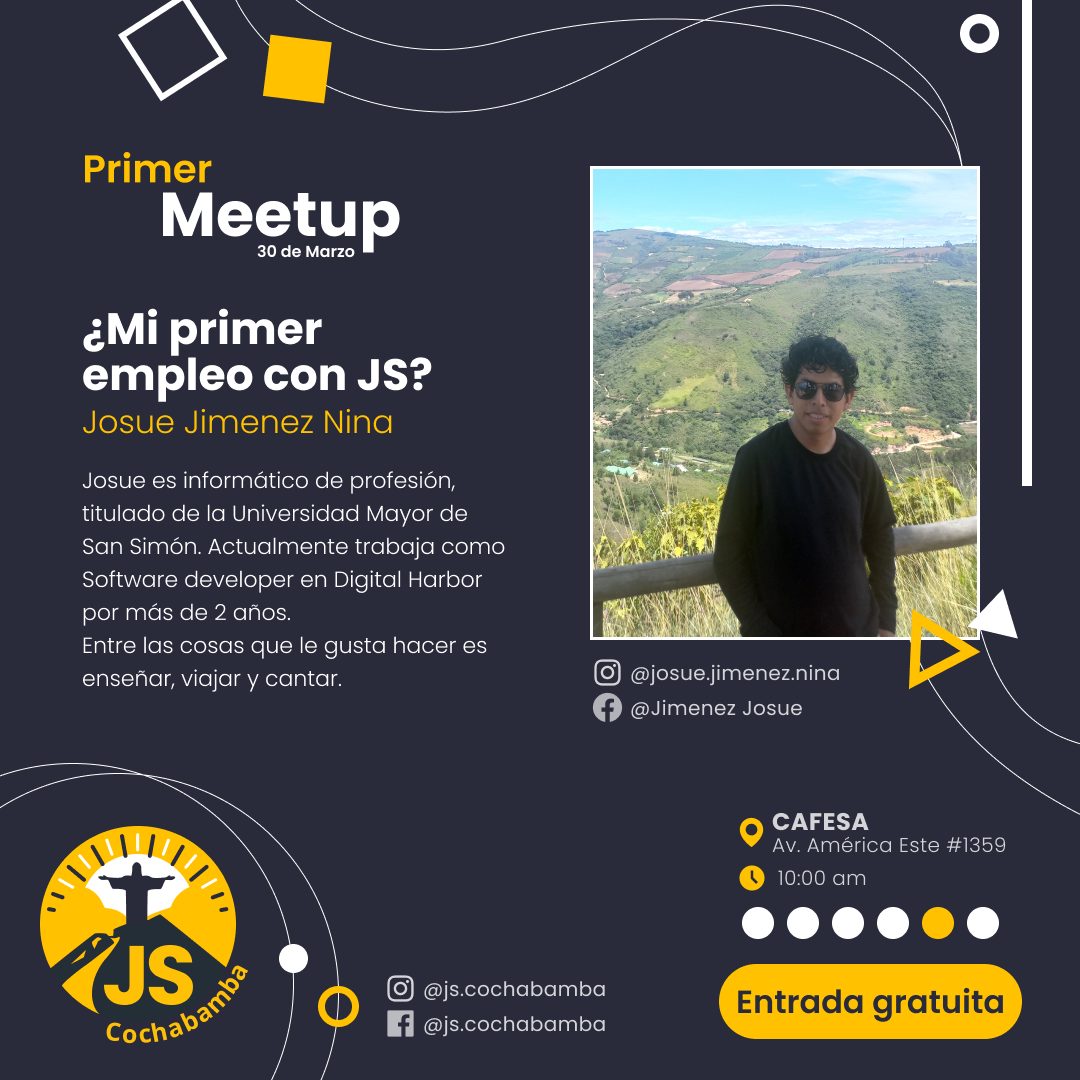 Primer
Meetup
30 de Marzo
¿Mi primer
empleo con JS?
Josue Jimenez Nina
Josue es informático de profesión,
titulado de la Universidad Mayor de
San Simón. Actualmente trabaja como
Software developer en Digital Harbor
por más de 2 años.
Entre las cosas que le gusta hacer es
enseñar, viajar y cantar.
@josue.jimenez.nina
@Jimenez Josue
CAFESA
Av. América Este #1359
10:00 am
Entrada gratuita
JS
Cochabamba
@js.cochabamba
@js.cochabamba